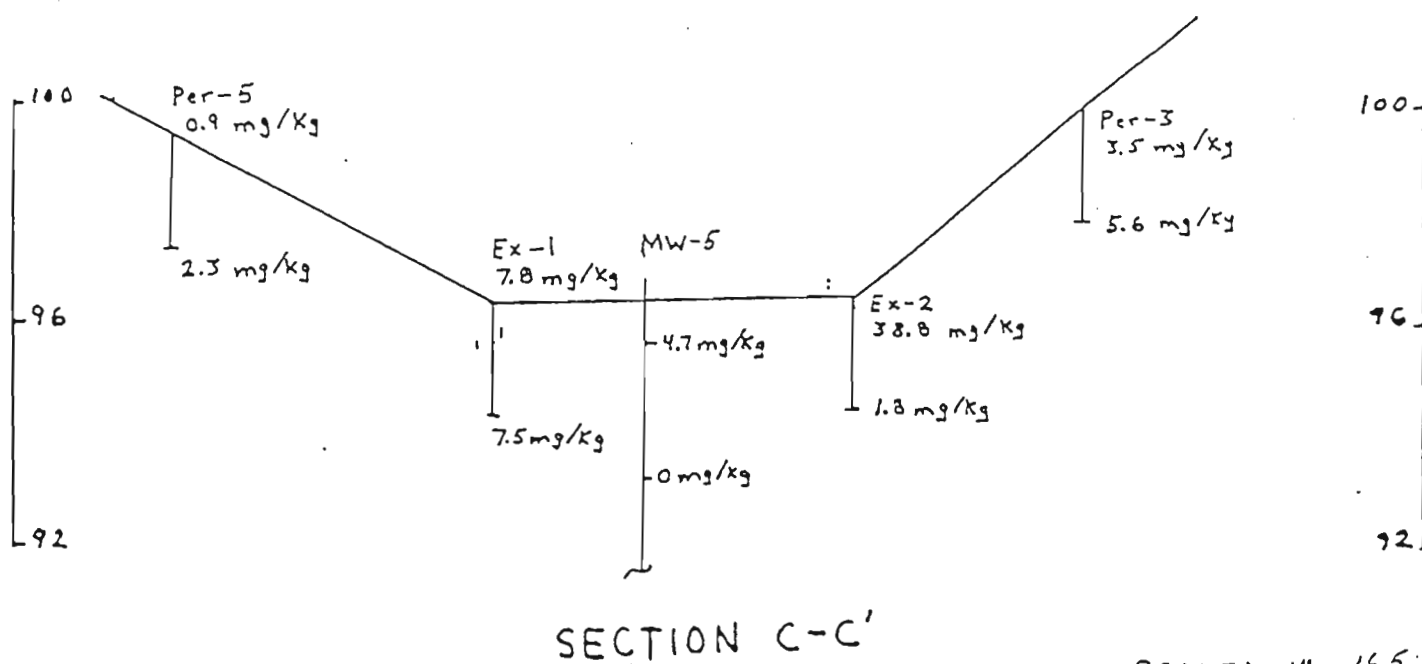 100
Per-5
0.9 mg/Kg
100
Per-3
3.5 mg/Kg
2.3 mg/Kg
5.6 mg/Kg
Ex-1
7.8 mg/Kg
MW-5
96
Ex-2
38.8 mg/Kg
96
4.7 mg/Kg
7.5 mg/Kg
1.8 mg/Kg
0 mg/Kg
92
92
SECTION C-C'